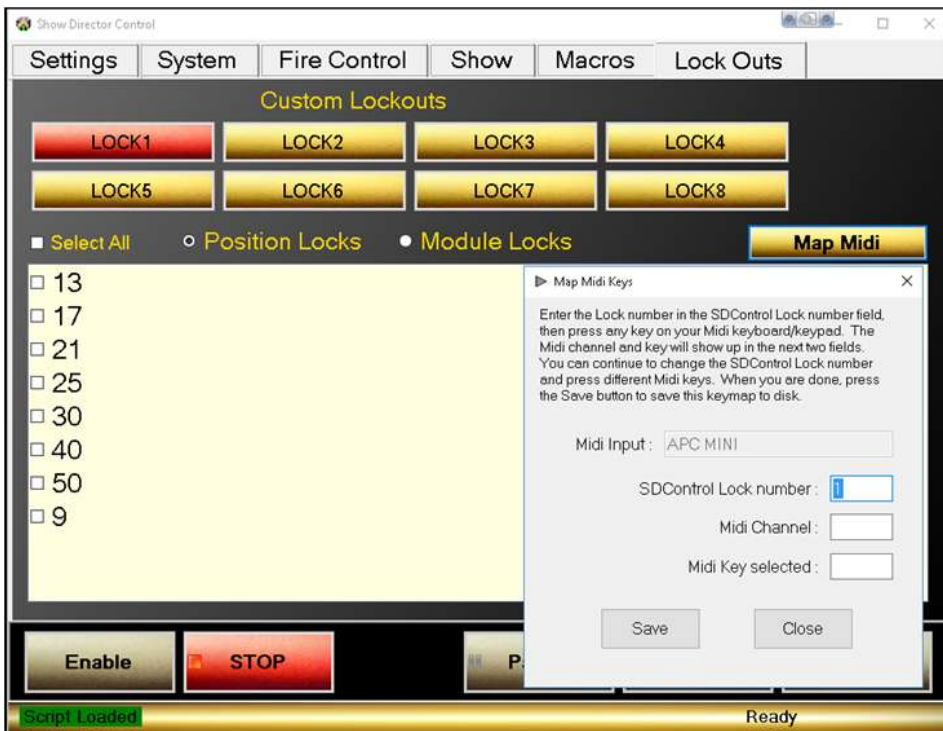 Show Director Control
Settings System Fire Control Show Macros Lock Outs
Custom Lockouts
LOCK1 LOCK2 LOCK3 LOCK4
LOCK5 LOCK6 LOCK7 LOCK8
Select All Position Locks Module Locks Map Midi
13
17
21
25
30
40
50
9
Map Midi Keys
Enter the Lock number in the SDControl Lock number field,
then press any key on your Midi keyboard/keypad. The
Midi channel and key will show up in the next two fields.
You can continue to change the SDControl Lock number
and press different Midi keys. When you are done, press
the Save button to save this keymap to disk.
Midi Input : APC MINI
SDControl Lock number : 1
Midi Channel :
Midi Key selected :
Save Close
Enable STOP
Script Loaded Ready